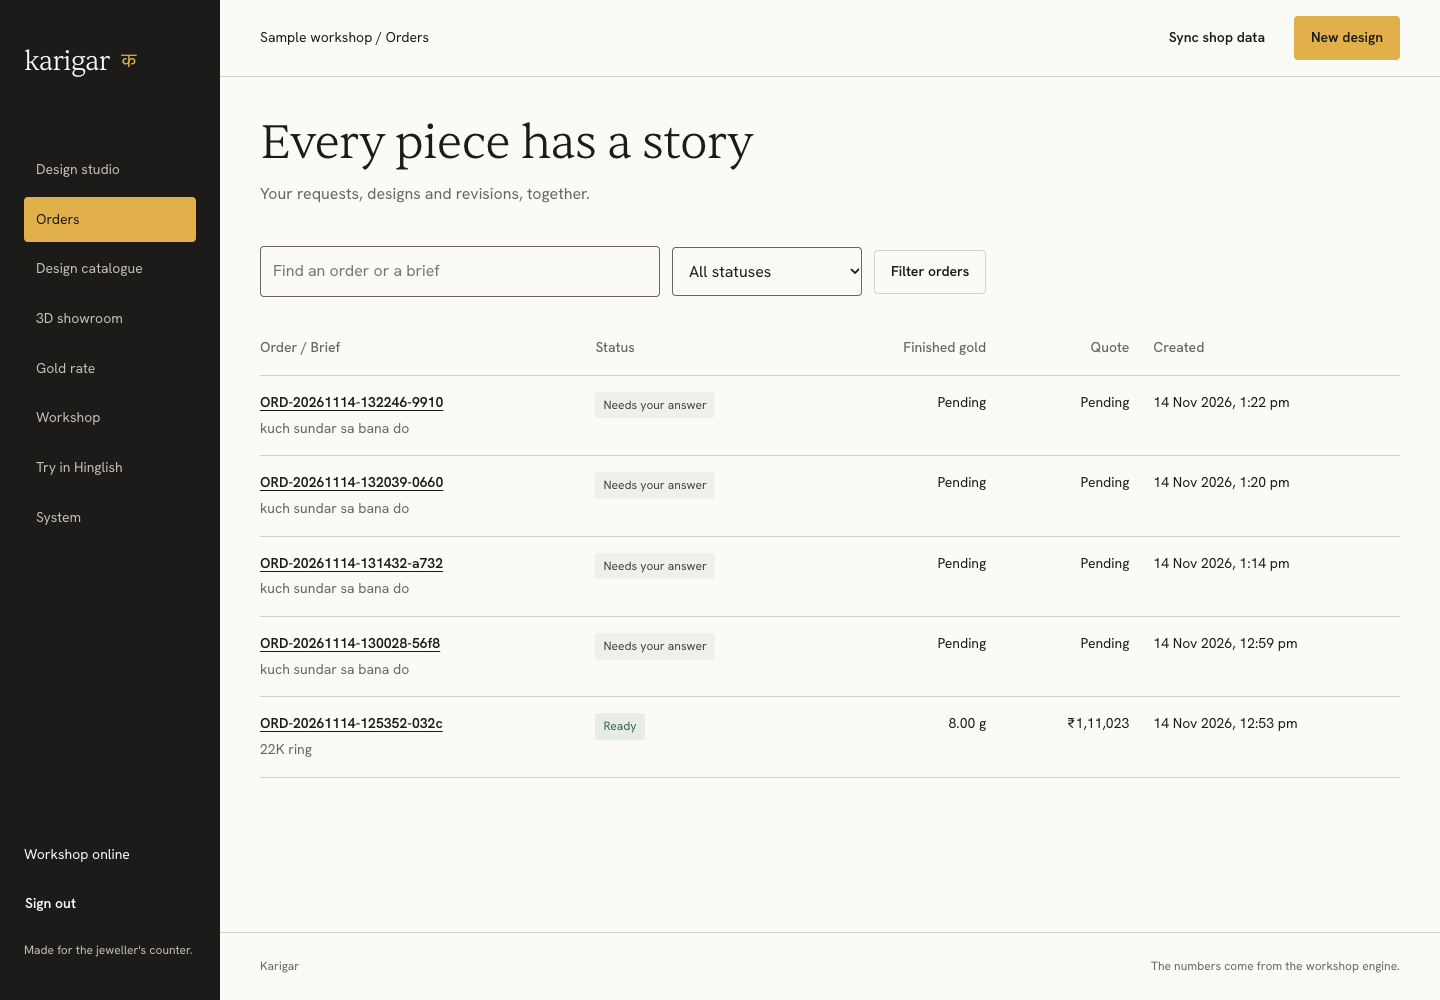 karigar क
Design studio
Orders
Design catalogue
3D showroom
Gold rate
Workshop
Try in Hinglish
System
Workshop online
Sign out
Made for the jeweller's counter.
Sample workshop / Orders
Sync shop data
New design
Every piece has a story
Your requests, designs and revisions, together.
Find an order or a brief
All statuses
Filter orders
Order / Brief Status Finished gold Quote Created
ORD-20261114-132246-9910 Needs your answer Pending Pending 14 Nov 2026, 1:22 pm
kuch sundar sa bana do
ORD-20261114-132039-0660 Needs your answer Pending Pending 14 Nov 2026, 1:20 pm
kuch sundar sa bana do
ORD-20261114-131432-a732 Needs your answer Pending Pending 14 Nov 2026, 1:14 pm
kuch sundar sa bana do
ORD-20261114-130028-56f8 Needs your answer Pending Pending 14 Nov 2026, 12:59 pm
kuch sundar sa bana do
ORD-20261114-125352-032c Ready 8.00 g ₹1,11,023 14 Nov 2026, 12:53 pm
22K ring
Karigar
The numbers come from the workshop engine.